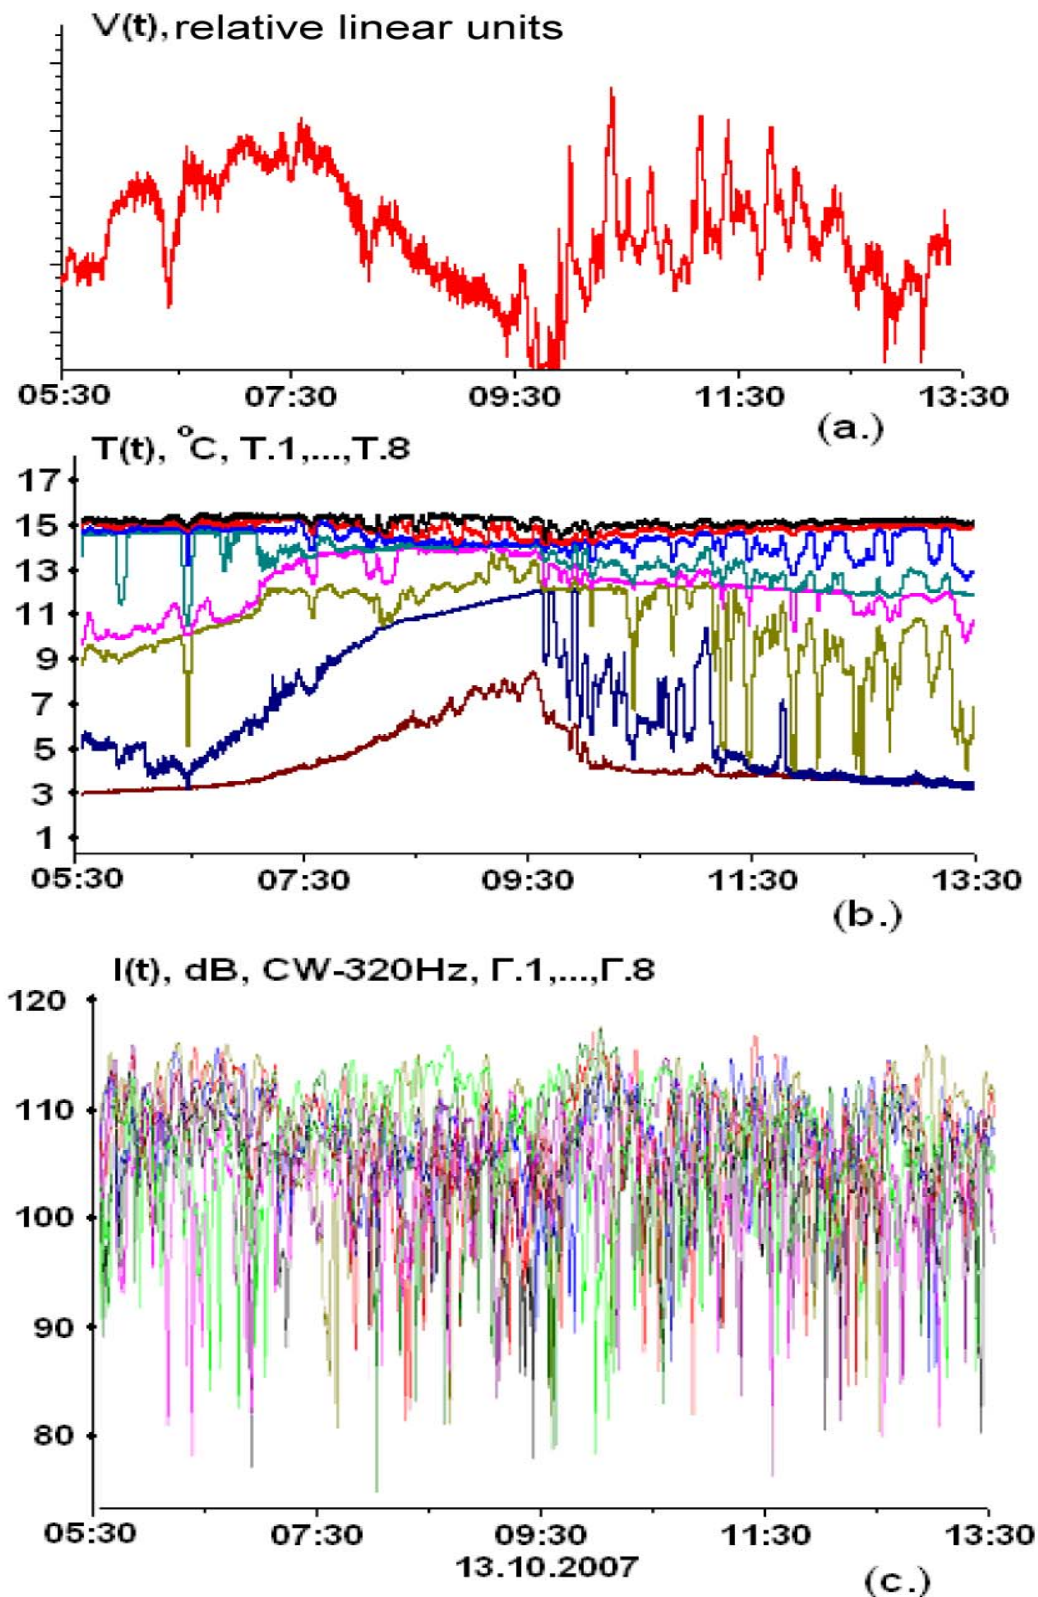 V(t), relative linear units
05:30 07:30 09:30 11:30 13:30
(a.)
T(t), °C, T.1,...,T.8
17
15
13
11
9
7
5
3
1
05:30 07:30 09:30 11:30 13:30
(b.)
I(t), dB, CW-320Hz, Г.1,...,Г.8
120
110
100
90
80
05:30 07:30 09:30 11:30 13:30
13.10.2007
(c.)